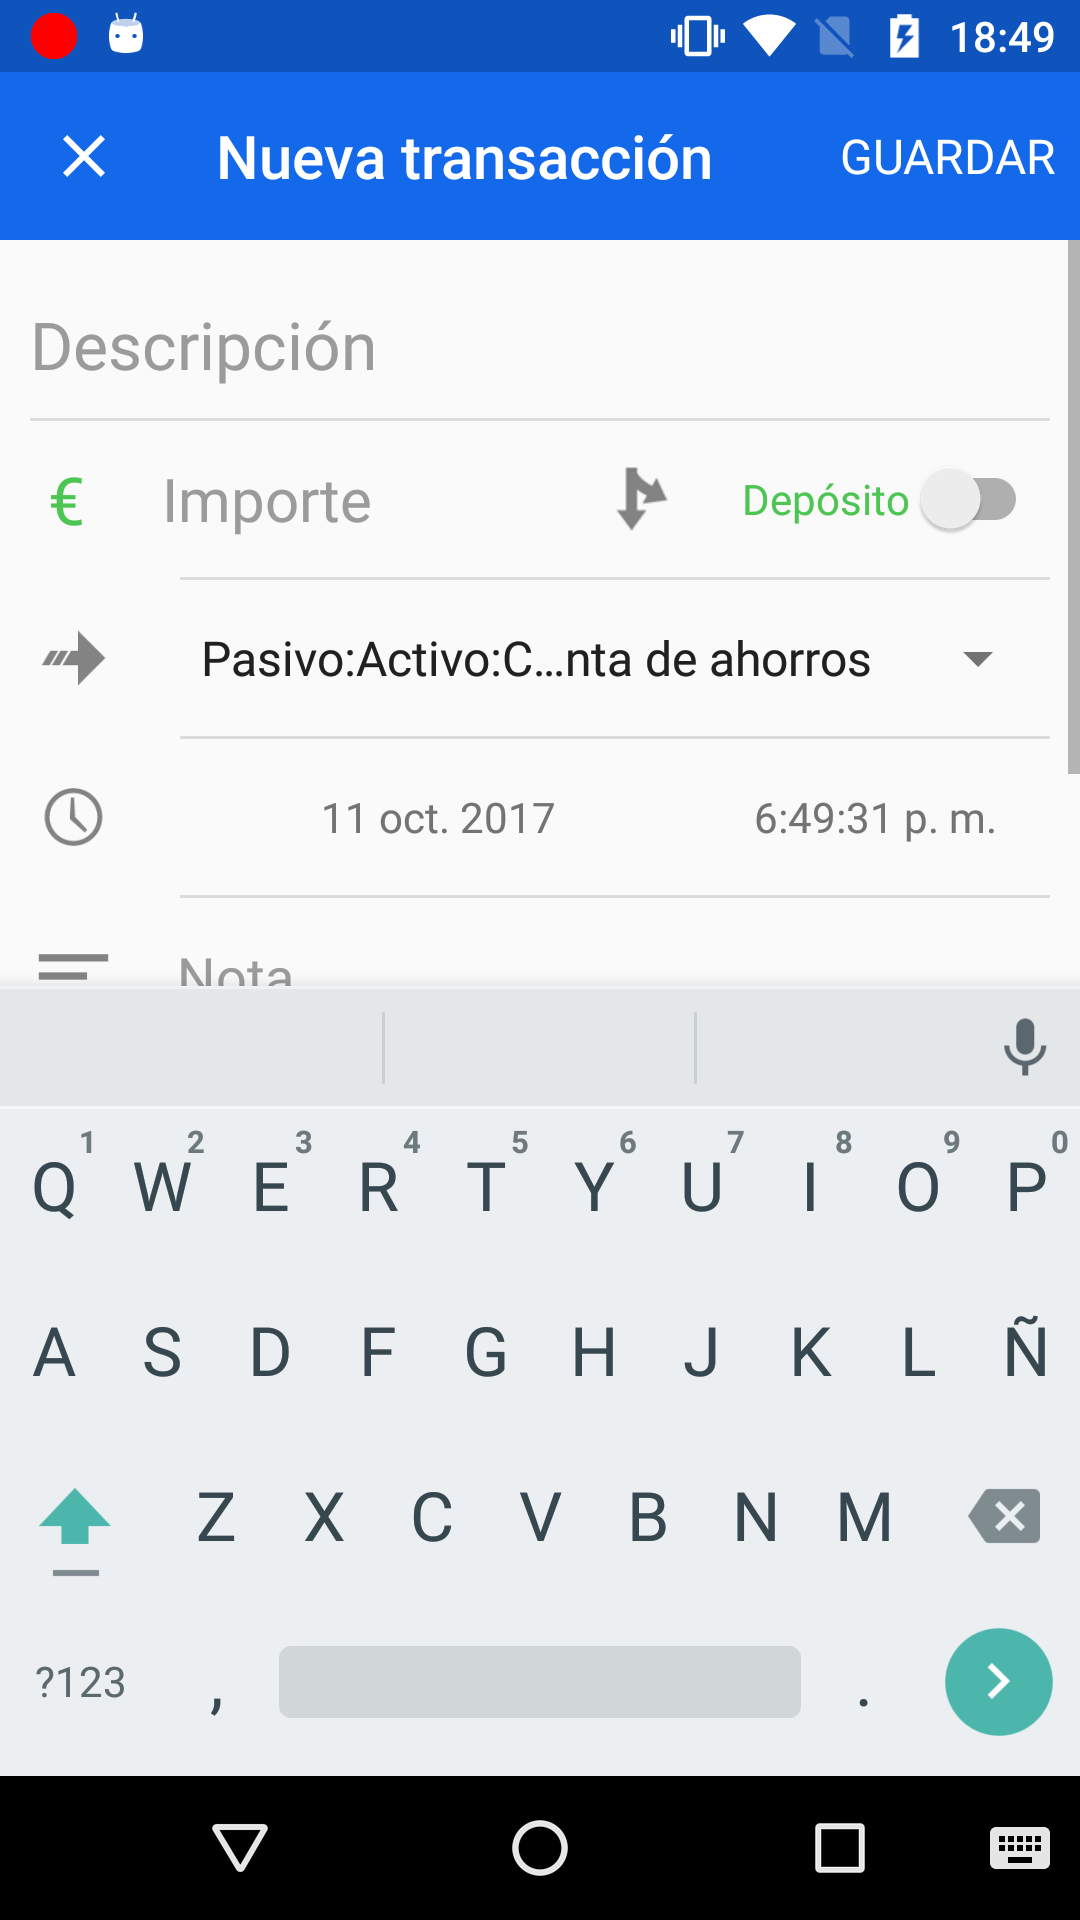 18:49
Nueva transacción
GUARDAR
Descripción
€ Importe Depósito
Pasivo:Activo:C...nta de ahorros
11 oct. 2017 6:49:31 p. m.
Nota
1 2 3 4 5 6 7 8 9 0
Q W E R T Y U I O P
A S D F G H J K L Ñ
Z X C V B N M
?123 , .